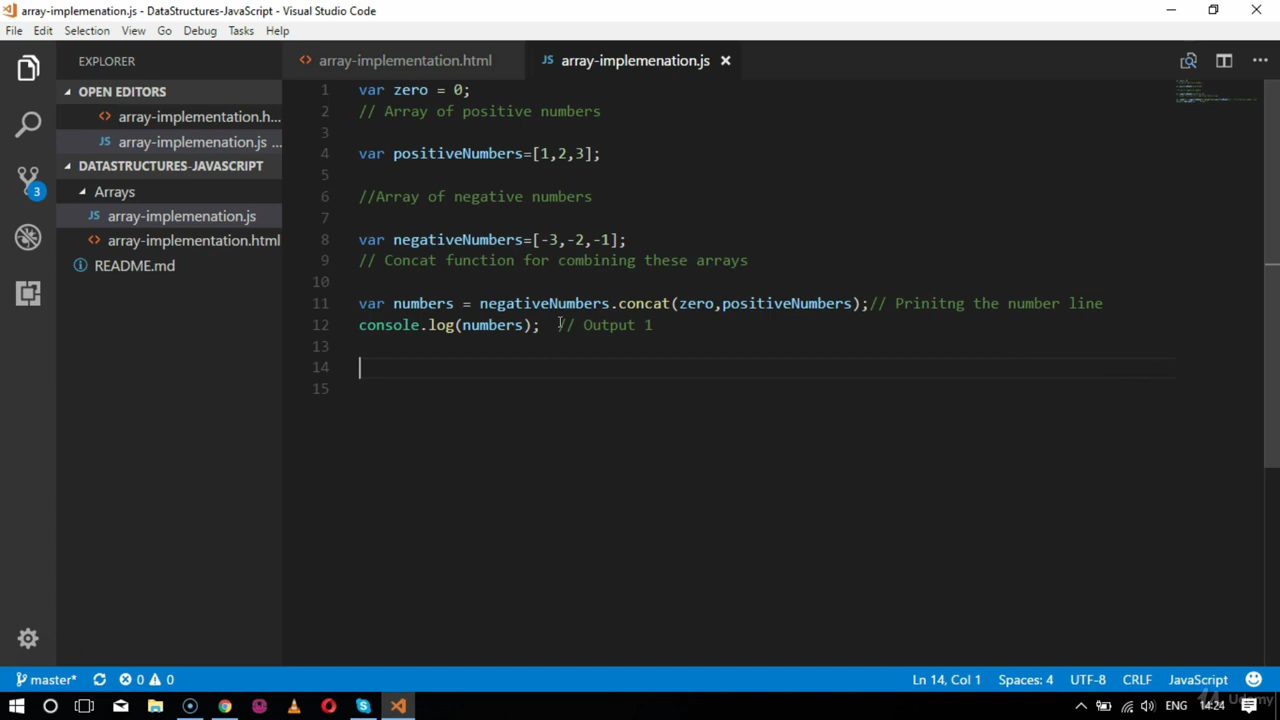 array-implemenation.js - DataStructures-JavaScript - Visual Studio Code
File Edit Selection View Go Debug Tasks Help
EXPLORER
OPEN EDITORS
array-implementation.h...
JS array-implemenation.js ...
DATASTRUCTURES-JAVASCRIPT
Arrays
JS array-implemenation.js
array-implementation.html
README.md
3
array-implementation.html JS array-implemenation.js
1 var zero = 0;
2 // Array of positive numbers
3
4 var positiveNumbers=[1,2,3];
5
6 //Array of negative numbers
7
8 var negativeNumbers=[-3,-2,-1];
9 // Concat function for combining these arrays
10
11 var numbers = negativeNumbers.concat(zero,positiveNumbers);// Prinitng the number line
12 console.log(numbers); // Output 1
13
14
15
master* 0 0 Ln 14, Col 1 Spaces: 4 UTF-8 CRLF JavaScript
ENG 14:24
Udemy